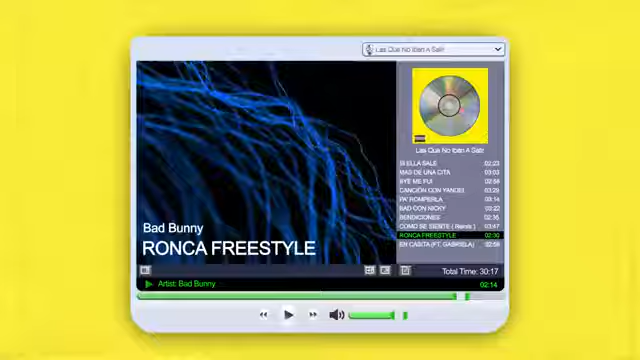 Las Que No Iban A Salir
Las Que No Iban A Salir
SI ELLA SALE 02:23
MAS DE UNA CITA 03:03
BYE ME FUI 02:58
CANCIÓN CON YANDEL 03:29
PA' ROMPERLA 03:14
BAD CON NICKY 03:22
BENDICIONES 02:35
COMO SE SIENTE ( Remix ) 03:47
RONCA FREESTYLE 02:30
EN CASITA (FT. GABRIELA) 02:58
Bad Bunny
RONCA FREESTYLE
Total Time: 30:17
Artist: Bad Bunny 02:14